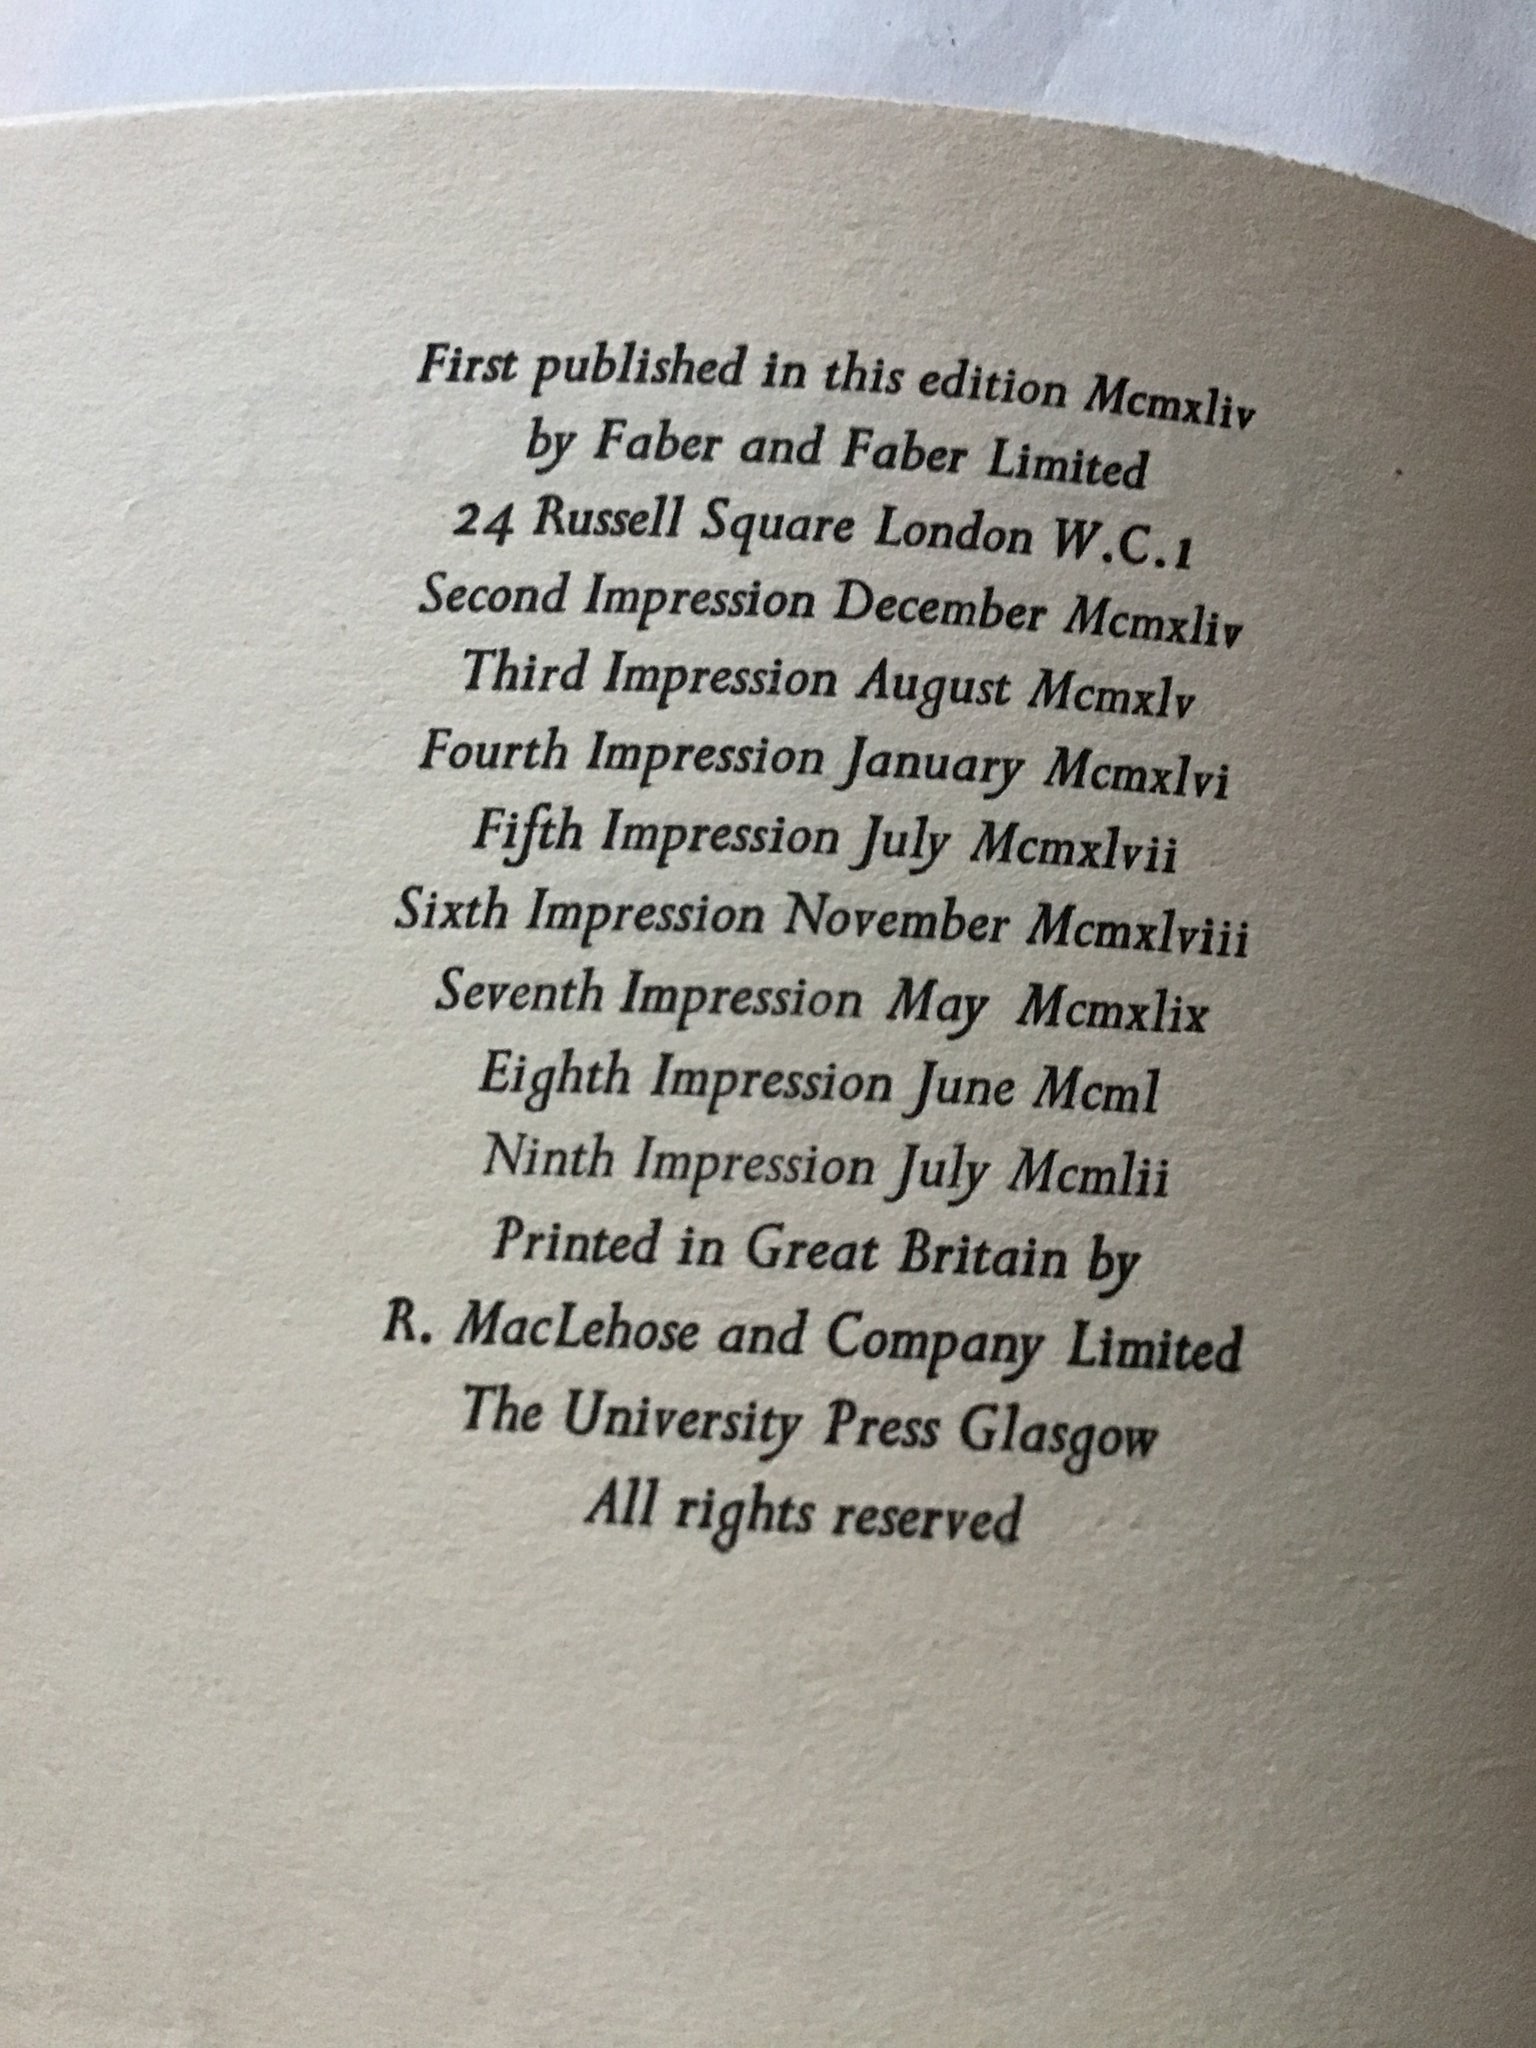 First published in this edition Mcmxliv
by Faber and Faber Limited
24 Russell Square London W.C.1
Second Impression December Mcmxliv
Third Impression August Mcmxlv
Fourth Impression January Mcmxlvi
Fifth Impression July Mcmxlvii
Sixth Impression November Mcmxlviii
Seventh Impression May Mcmxlix
Eighth Impression June Mcml
Ninth Impression July Mcmlii
Printed in Great Britain by
R. MacLehose and Company Limited
The University Press Glasgow
All rights reserved